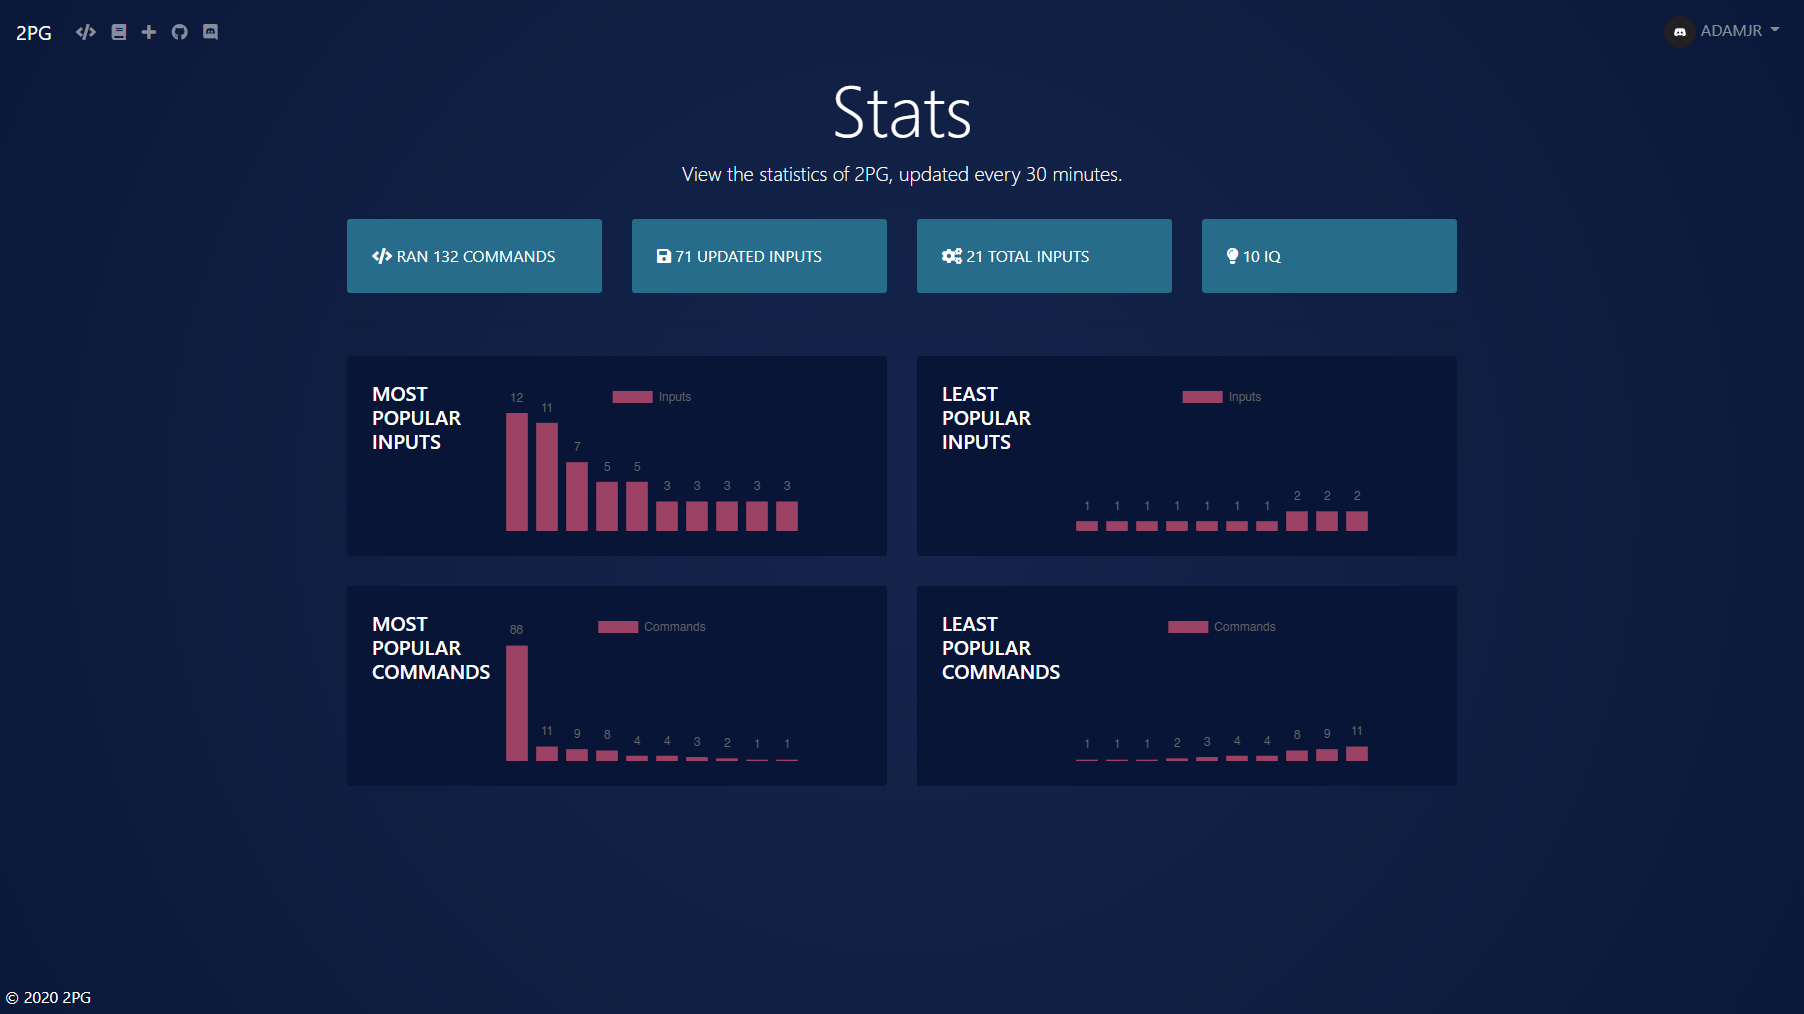 2PG
ADAMJR
Stats
View the statistics of 2PG, updated every 30 minutes.
RAN 132 COMMANDS
71 UPDATED INPUTS
21 TOTAL INPUTS
10 IQ
MOST
POPULAR
INPUTS
Inputs
12 11 7 5 5 3 3 3 3 3
LEAST
POPULAR
INPUTS
Inputs
1 1 1 1 1 1 1 2 2 2
MOST
POPULAR
COMMANDS
Commands
88 11 9 8 4 4 3 2 1 1
LEAST
POPULAR
COMMANDS
Commands
1 1 1 2 3 4 4 8 9 11
© 2020 2PG